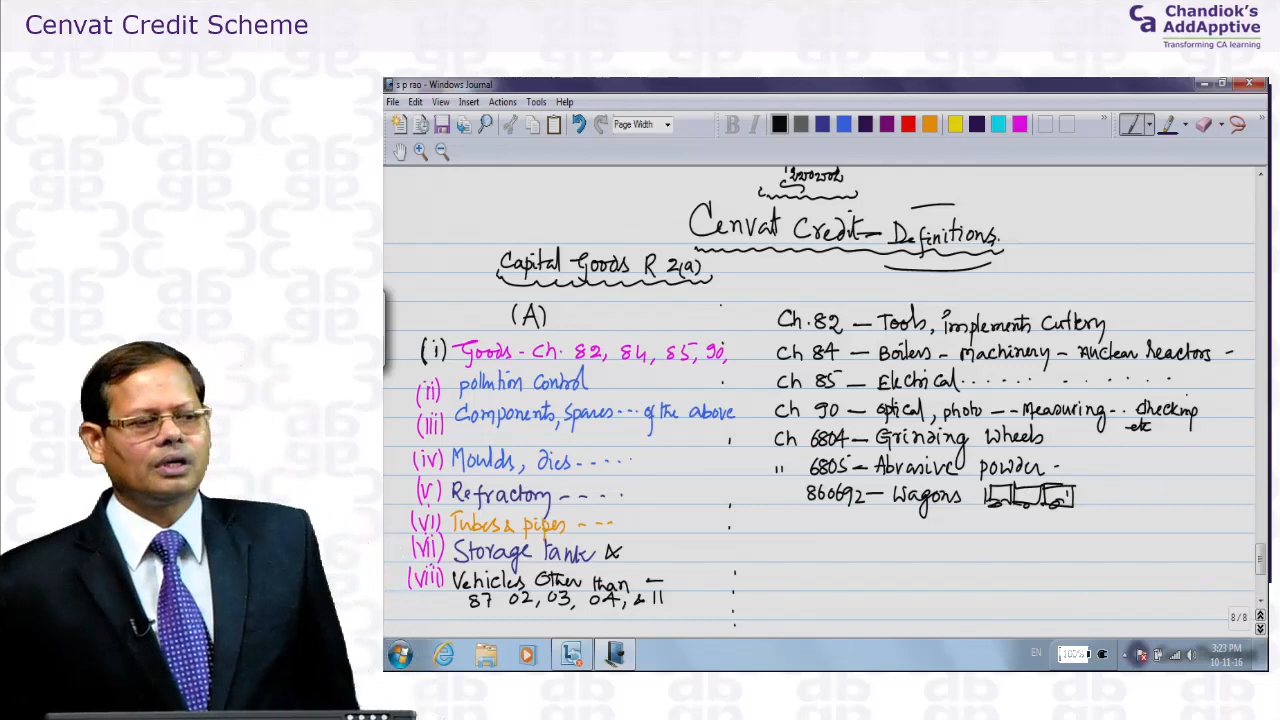 Cenvat Credit Scheme
Chandiok's
AddApptive
Transforming CA learning
s p rao - Windows Journal
File Edit View Insert Actions Tools Help
Page Width
Cenvat Credit - Definitions.
Capital Goods R 2(a)
(A)
(i) Goods - Ch. 82, 84, 85, 90,
(ii) pollution control
(iii) Components, Spares --- of the above
(iv) Moulds, dies -----
(v) Refractory ----
(vi) Tubes & pipes ---
(vii) Storage tank &
(viii) Vehicles Other than -
87 02, 03, 04, & 11
Ch. 82 - Tools, implements Cutlery
Ch 84 - Boilers - Machinery - Nuclear Reactors -
Ch 85 - Electrical . . . . . . . . . . .
Ch 90 - optical, photo - - - Measuring . . checking
etc
Ch 6804 - Grinding Wheels
" 6805 - Abrasive powder -
860692 - Wagons
8 / 8
EN
100%
3:23 PM
10-11-16